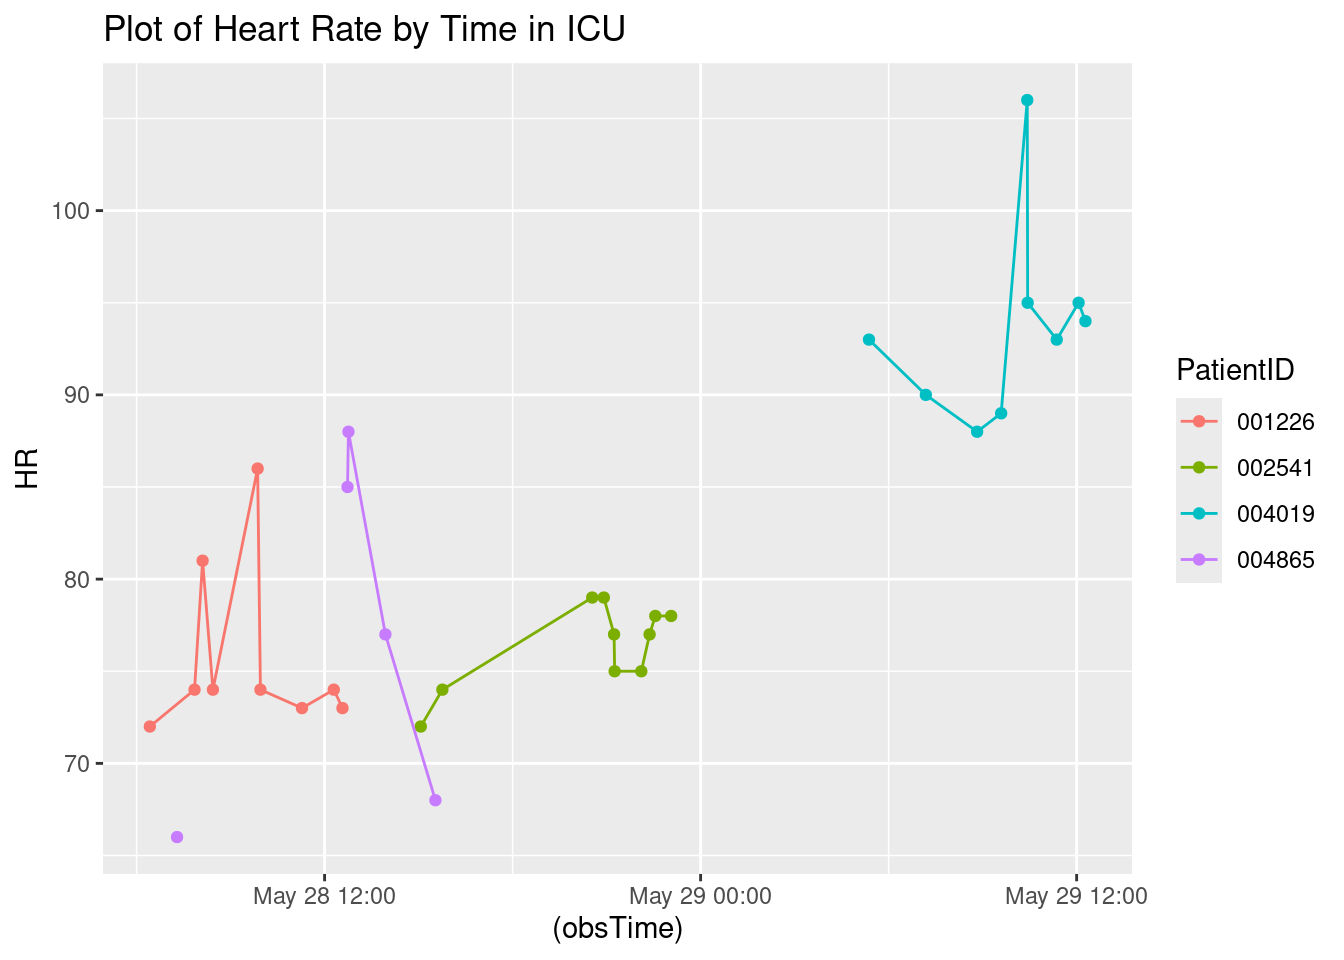 Plot of Heart Rate by Time in ICU
HR
100
90
80
70
May 28 12:00
May 29 00:00
May 29 12:00
(obsTime)
PatientID
001226
002541
004019
004865